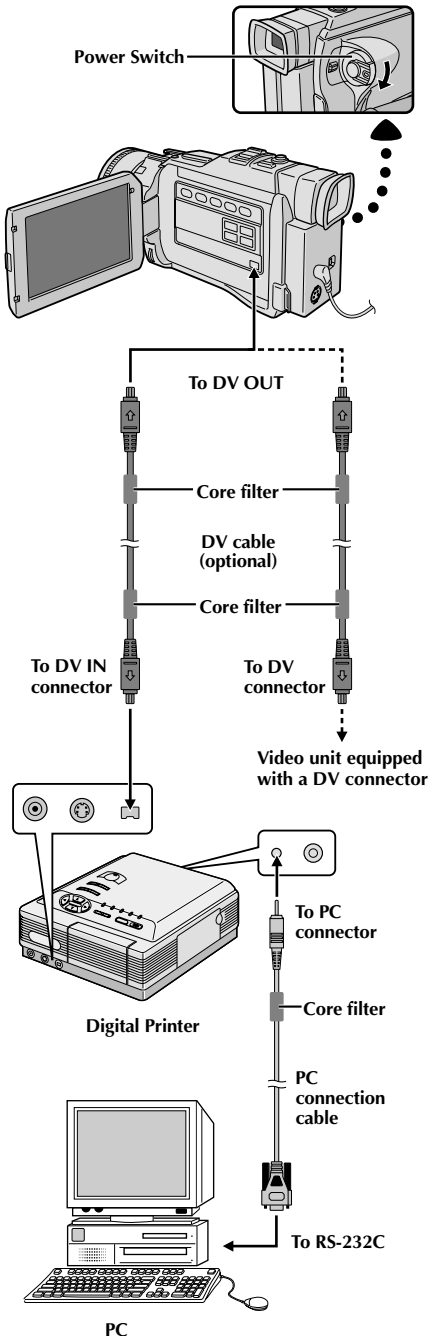 Power Switch
To DV OUT
Core filter
DV cable
(optional)
Core filter
To DV IN
connector
To DV
connector
Video unit equipped
with a DV connector
To PC
connector
Digital Printer
Core filter
PC
connection
cable
To RS-232C
PC